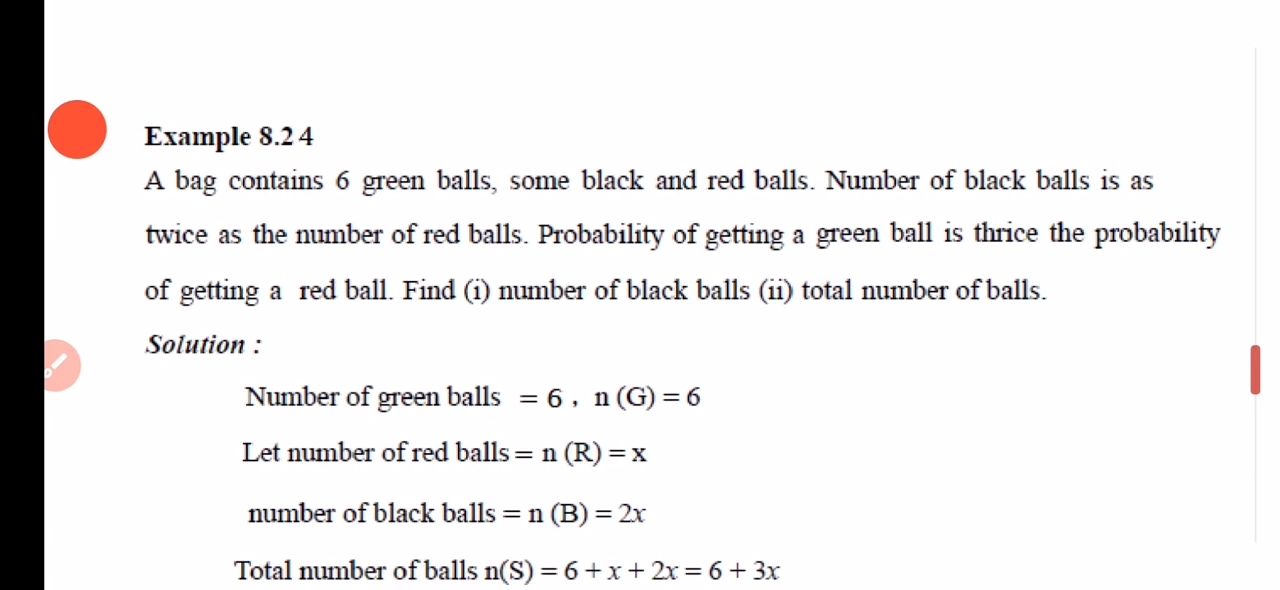 Example 8.24
A bag contains 6 green balls, some black and red balls. Number of black balls is as
twice as the number of red balls. Probability of getting a green ball is thrice the probability
of getting a red ball. Find (i) number of black balls (ii) total number of balls.
Solution :
Number of green balls = 6 , n (G) = 6
Let number of red balls = n (R) = x
number of black balls = n (B) = 2x
Total number of balls n(S) = 6 + x + 2x = 6 + 3x